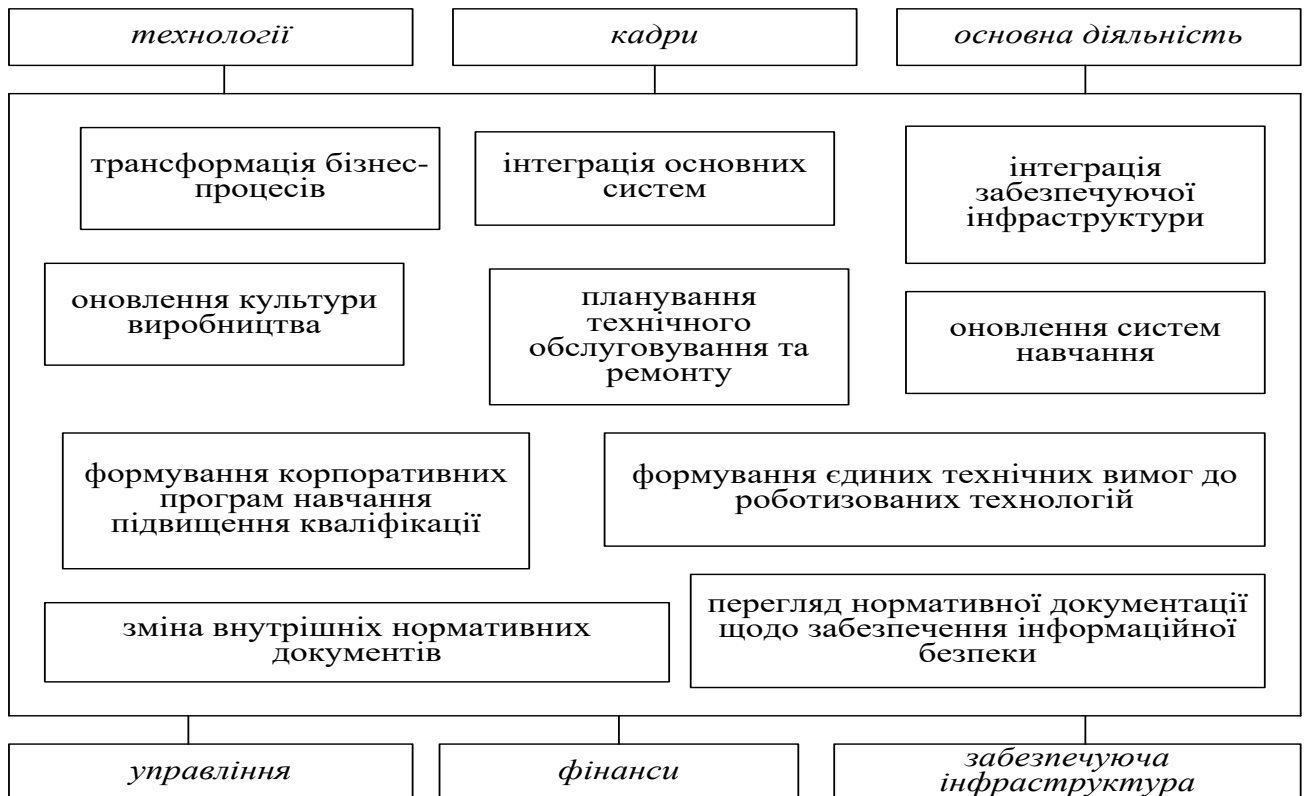 технології
кадри
основна діяльність
трансформація бізнес-
процесів
інтеграція основних
систем
інтеграція
забезпечуючої
інфраструктури
оновлення культури
виробництва
планування
технічного
обслуговування та
ремонту
оновлення систем
навчання
формування корпоративних
програм навчання
підвищення кваліфікації
формування єдиних технічних вимог до
роботизованих технологій
зміна внутрішніх нормативних
документів
перегляд нормативної документації
щодо забезпечення інформаційної
безпеки
управління
фінанси
забезпечуюча
інфраструктура